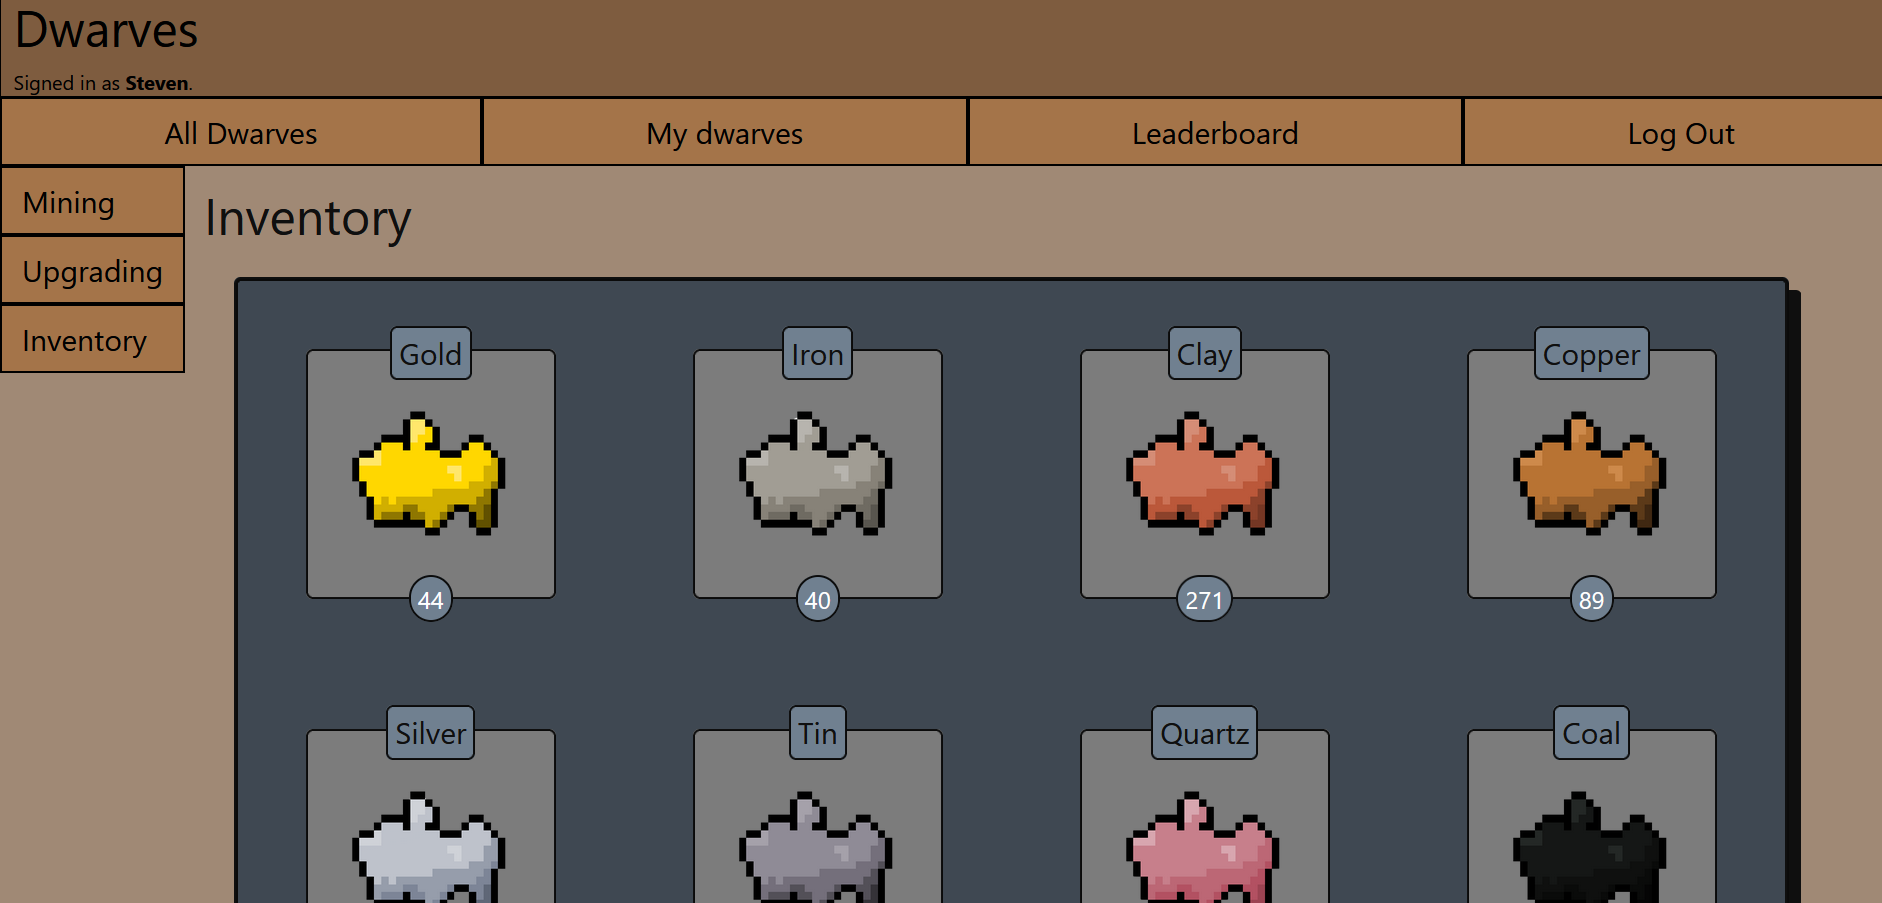 Dwarves
Signed in as Steven.
All Dwarves
My dwarves
Leaderboard
Log Out
Mining
Upgrading
Inventory
Inventory
Gold
Iron
Clay
Copper
44
40
271
89
Silver
Tin
Quartz
Coal